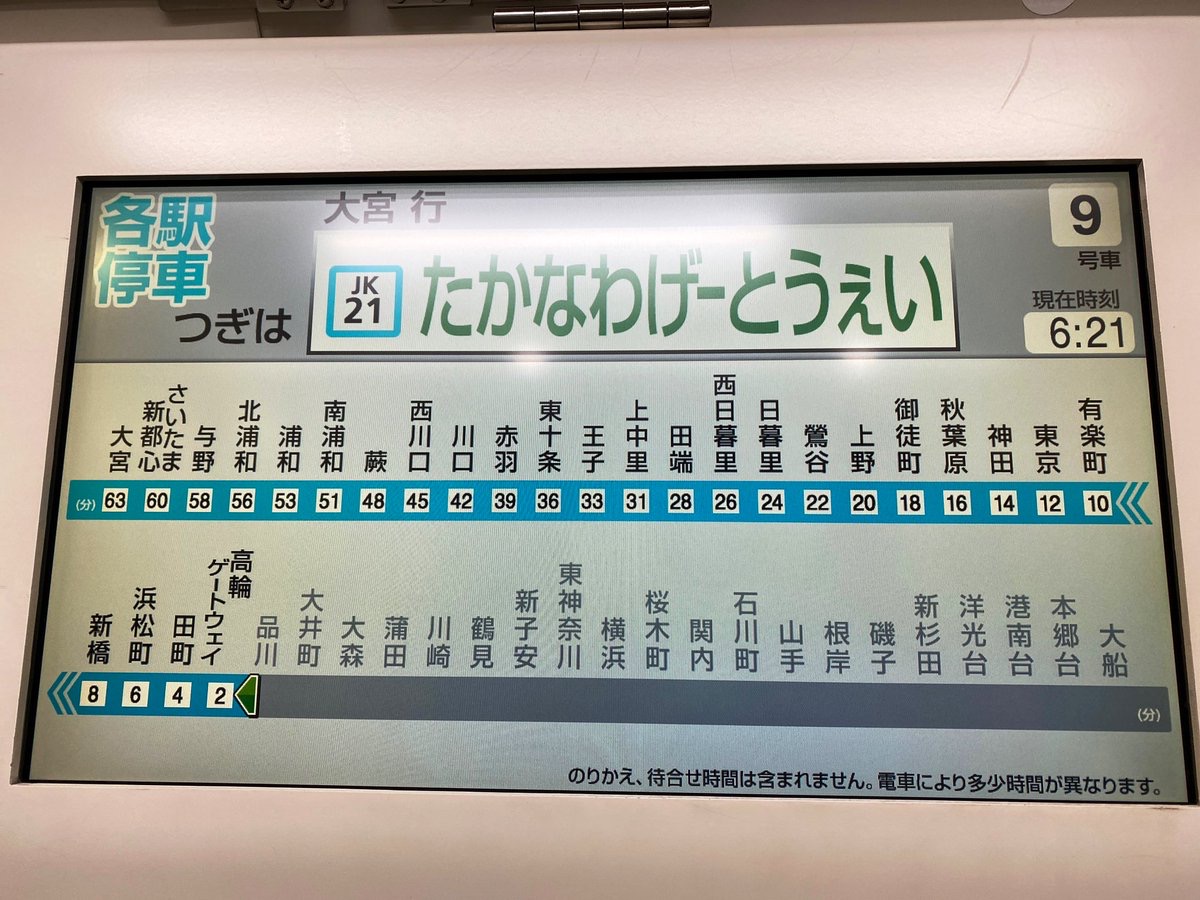 各駅
停車
大宮 行
9
号車
つぎは
JK
21
たかなわげーとうぇい
現在時刻
6:21
大宮 さいたま新都心 与野 北浦和 浦和 南浦和 蕨 西川口 川口 赤羽 東十条 王子 上中里 田端 西日暮里 日暮里 鶯谷 上野 御徒町 秋葉原 神田 東京 有楽町
(分) 63 60 58 56 53 51 48 45 42 39 36 33 31 28 26 24 22 20 18 16 14 12 10
新橋 浜松町 田町 高輪ゲートウェイ 品川 大井町 大森 蒲田 川崎 鶴見 新子安 東神奈川 横浜 桜木町 関内 石川町 山手 根岸 磯子 新杉田 洋光台 港南台 本郷台 大船
8 6 4 2 (分)
のりかえ、待合せ時間は含まれません。電車により多少時間が異なります。